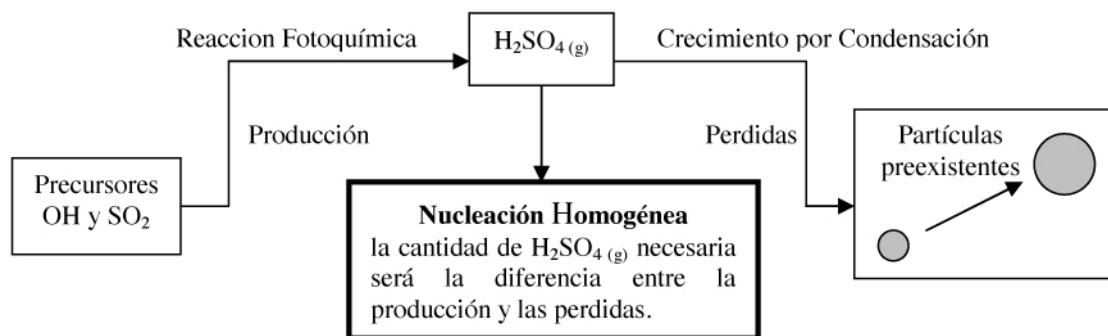 Reaccion Fotoquímica
H₂SO₄ (g)
Crecimiento por Condensación
Producción
Perdidas
Precursores
OH y SO₂
Nucleación Homogénea
la cantidad de H₂SO₄ (g) necesaria
será la diferencia entre la
producción y las perdidas.
Partículas
preexistentes